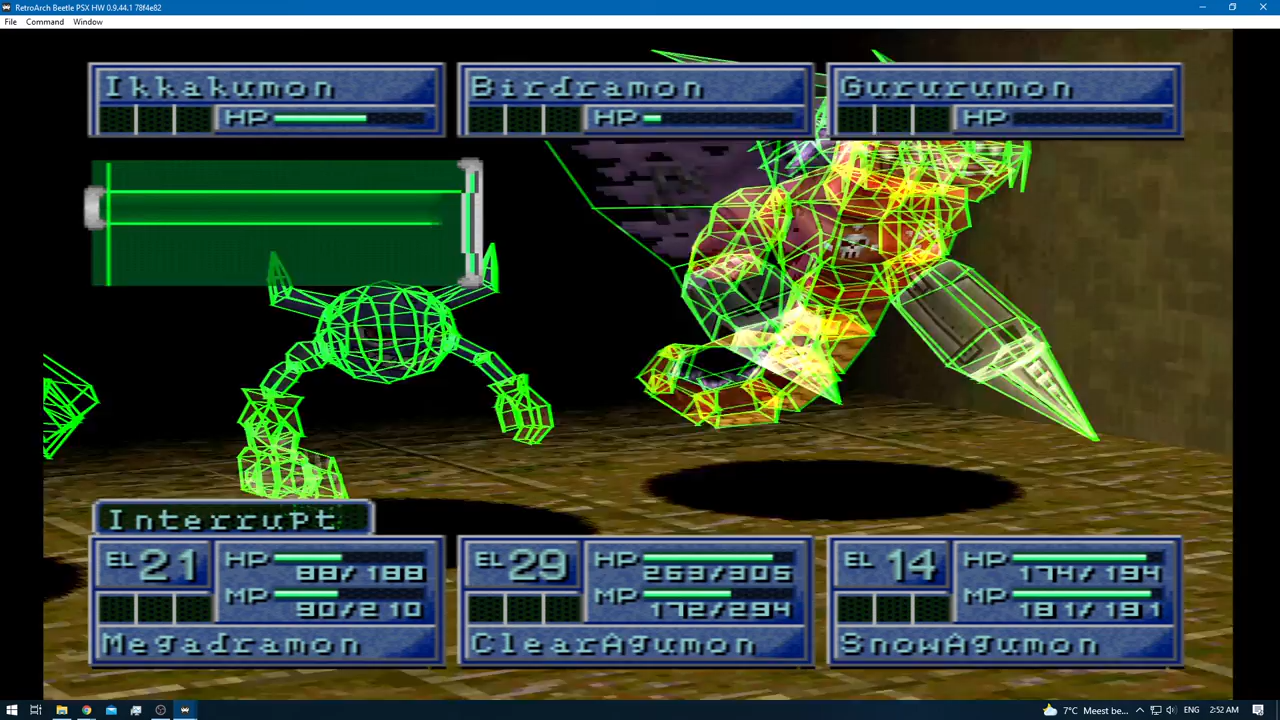 RetroArch Beetle PSX HW 0.9.44.1 78f4e82
File Command Window
Ikkakumon Birdramon Gururumon
HP HP HP
Interrupt
EL 21 HP 88/188 EL 29 HP 263/305 EL 14 HP 174/194
MP 90/210 MP 172/294 MP 181/191
Megadramon ClearAgumon SnowAgumon
7°C Meest be... ENG 2:52 AM